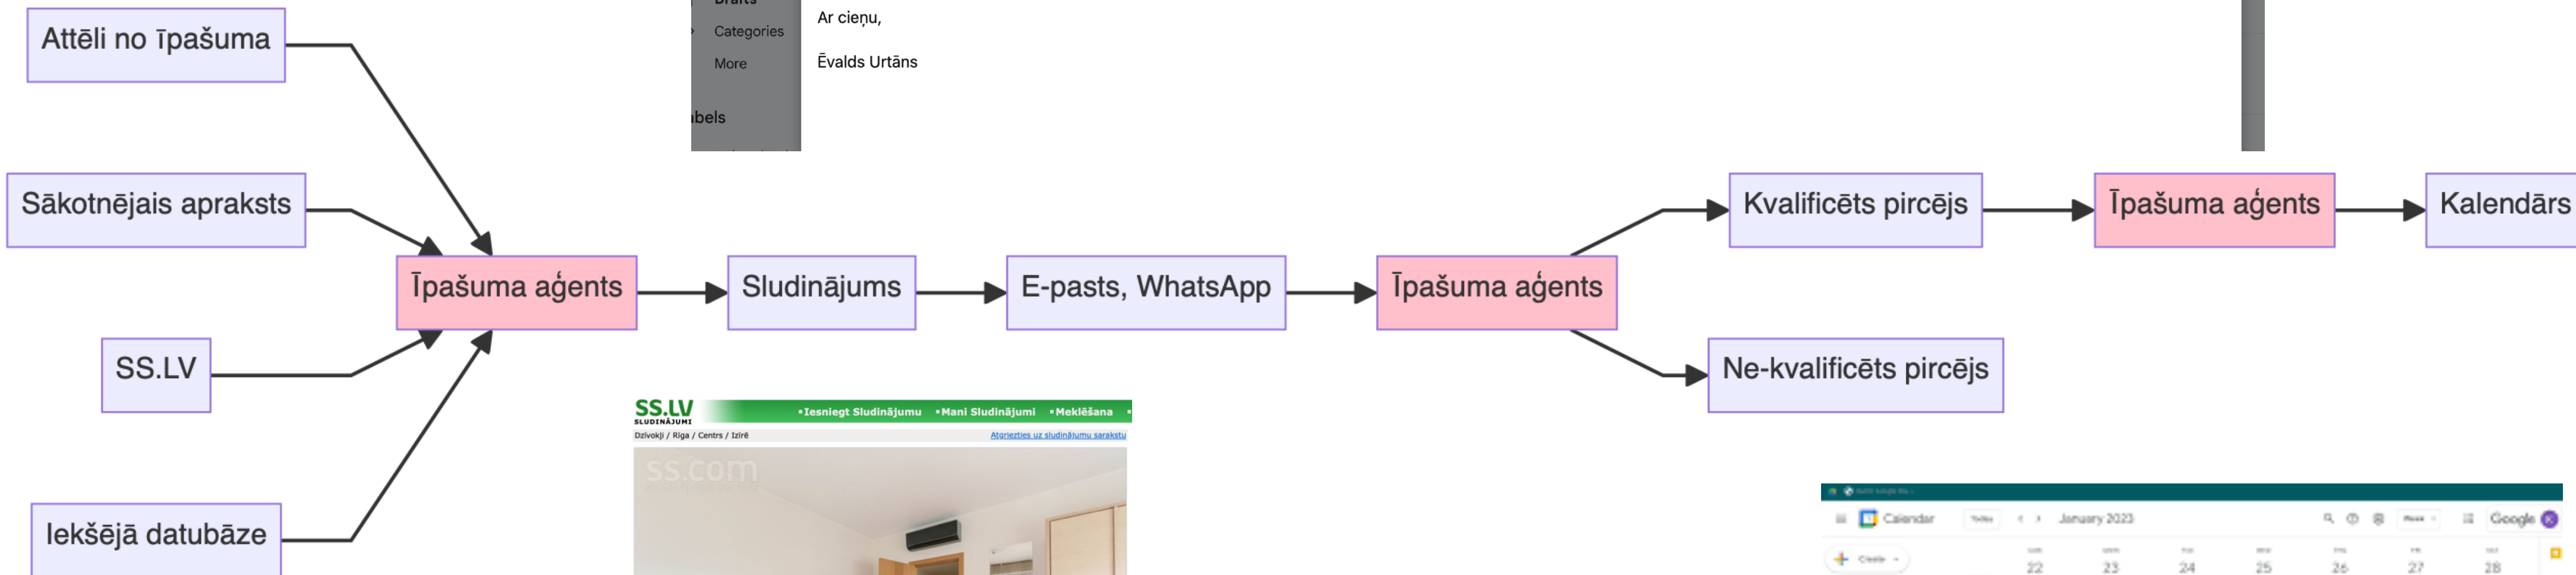 Attēli no īpašuma
Drafts
Categories
More
abels
Ar cieņu,
Ēvalds Urtāns
Sākotnējais apraksts
Kvalificēts pircējs
Īpašuma aģents
Kalendārs
Īpašuma aģents
Sludinājums
E-pasts, WhatsApp
Īpašuma aģents
SS.LV
Ne-kvalificēts pircējs
SS.LV
SLUDINĀJUMI
•Iesniegt Sludinājumu •Mani Sludinājumi •Meklēšana
Dzīvokļi / Rīga / Centrs / Izīrē
Atgriezties uz sludinājumu sarakstu
ss.com
Iekšējā datubāze
Calendar
Today
January 2023
Google
Create
22 23 24 25 26 27 28